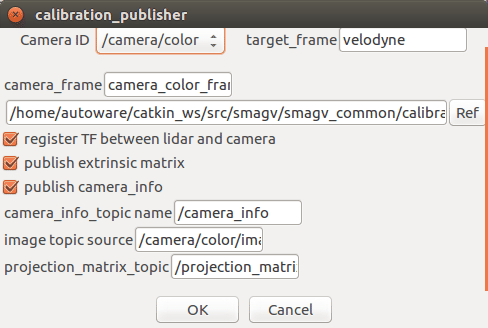 calibration_publisher
Camera ID /camera/color target_frame velodyne
camera_frame camera_color_fran
/home/autoware/catkin_ws/src/smagv/smagv_common/calibra Ref
register TF between lidar and camera
publish extrinsic matrix
publish camera_info
camera_info_topic name /camera_info
image topic source /camera/color/ima
projection_matrix_topic /projection_matri
OK Cancel